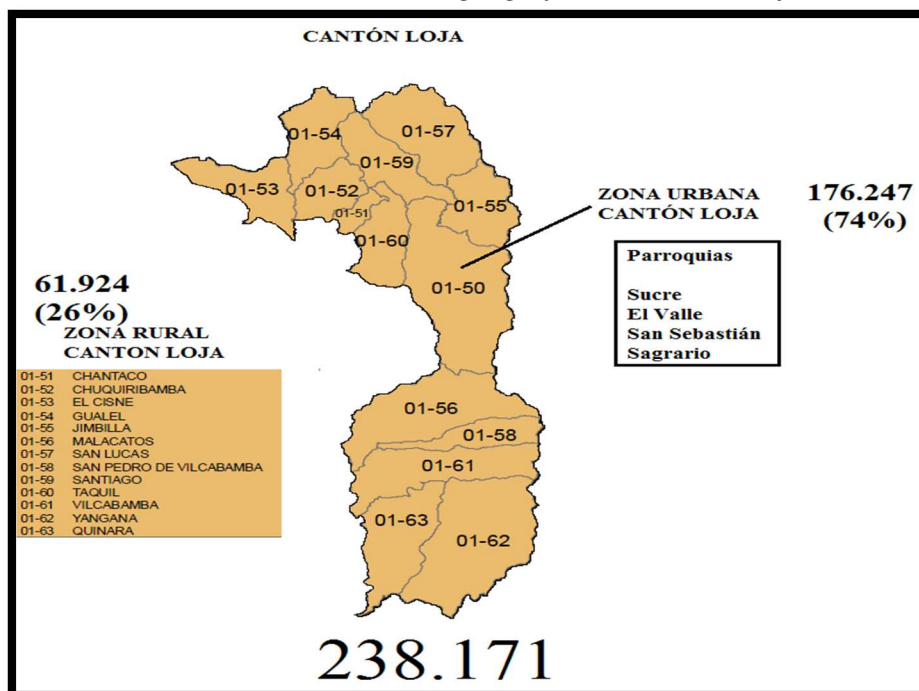 CANTÓN LOJA
01-54
01-57
01-59
01-53
01-52
01-55
01-51
01-60
01-50
ZONA URBANA
CANTÓN LOJA
176.247
(74%)
Parroquias
Sucre
El Valle
San Sebastián
Sagrario
61.924
(26%)
ZONA RURAL
CANTON LOJA
01-51 CHANTACO
01-52 CHUQUIRIBAMBA
01-53 EL CISNE
01-54 GUALEL
01-55 JIMBILLA
01-56 MALACATOS
01-57 SAN LUCAS
01-58 SAN PEDRO DE VILCABAMBA
01-59 SANTIAGO
01-60 TAQUIL
01-61 VILCABAMBA
01-62 YANGANA
01-63 QUINARA
01-56
01-58
01-61
01-63
01-62
238.171